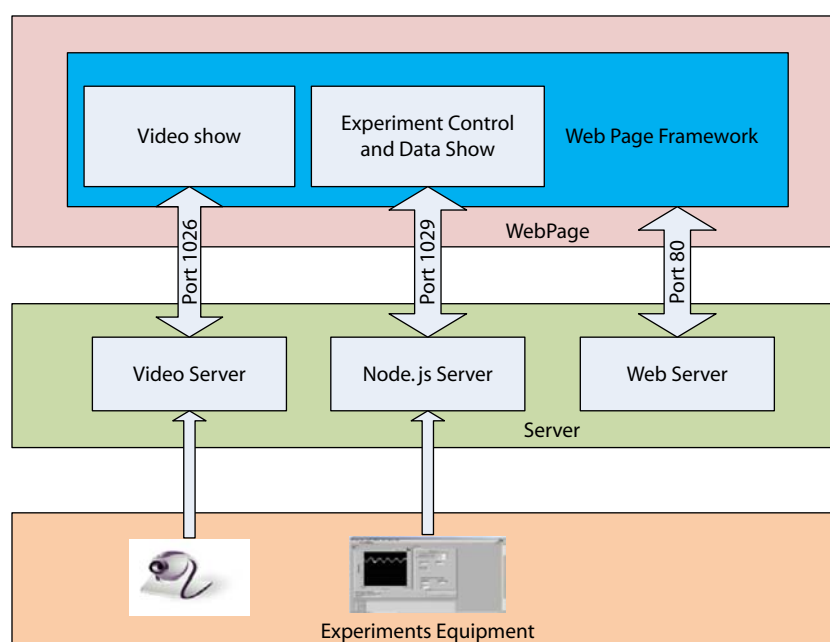 Video show
Experiment Control
and Data Show
Web Page Framework
WebPage
Port 1026
Port 1029
Port 80
Video Server
Node.js Server
Web Server
Server
Experiments Equipment